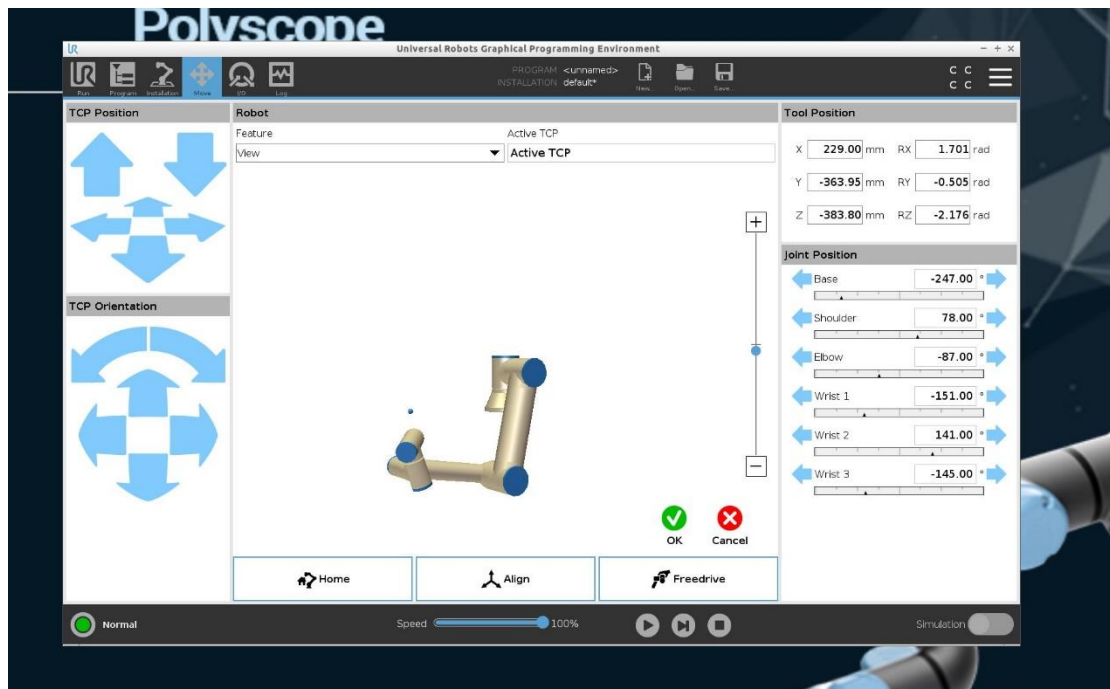 Polyscope
Universal Robots Graphical Programming Environment
UR
Run
Program
Installation
Move
I/O
Log
PROGRAM <unnamed>
INSTALLATION default*
New...
Open...
Save...
C C
C C
TCP Position
Robot
Feature
Active TCP
View
Active TCP
Tool Position
X 229.00 mm RX 1.701 rad
Y -363.95 mm RY -0.505 rad
Z -383.80 mm RZ -2.176 rad
Joint Position
Base -247.00 °
Shoulder 78.00 °
Elbow -87.00 °
Wrist 1 -151.00 °
Wrist 2 141.00 °
Wrist 3 -145.00 °
TCP Orientation
OK
Cancel
Home
Align
Freedrive
Normal
Speed 100%
Simulation